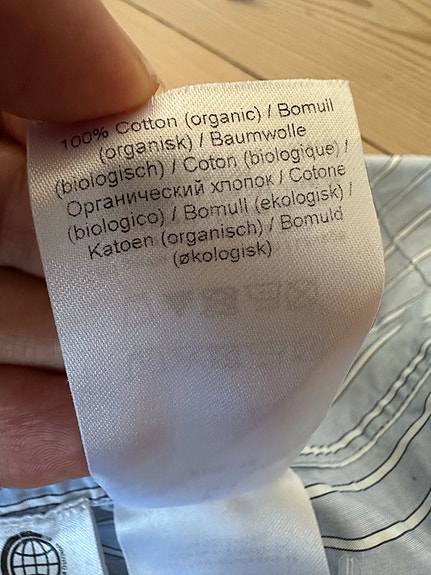 100% Cotton (organic) / Bomull
(organisk) / Baumwolle
(biologisch) / Coton (biologique) /
Органический хлопок / Cotone
(biologico) / Bomull (ekologisk) /
Katoen (organisch) / Bomuld
(økologisk)